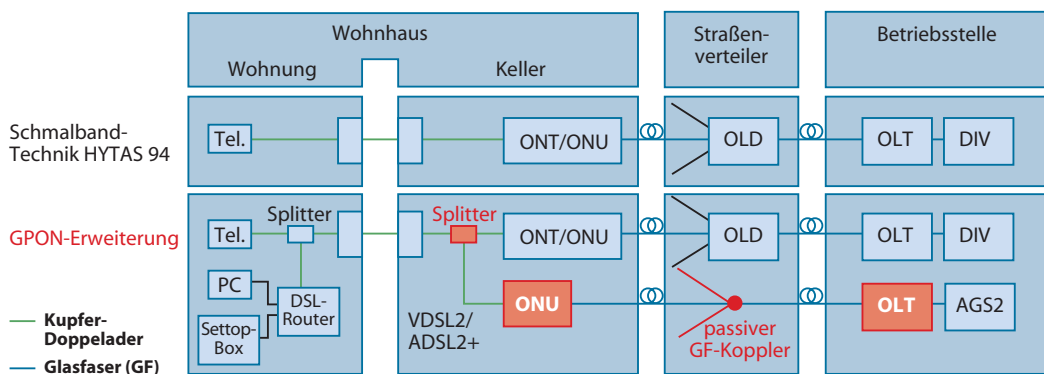 Wohnhaus
Wohnung
Keller
Straßen-
verteiler
Betriebsstelle
Schmalband-
Technik HYTAS 94
Tel.
ONT/ONU
OLD
OLT
DIV
GPON-Erweiterung
Tel.
Splitter
Splitter
ONT/ONU
OLD
OLT
DIV
PC
DSL-
Router
Settop-
Box
VDSL2/
ADSL2+
ONU
passiver
GF-Koppler
OLT
AGS2
Kupfer-
Doppelader
Glasfaser (GF)